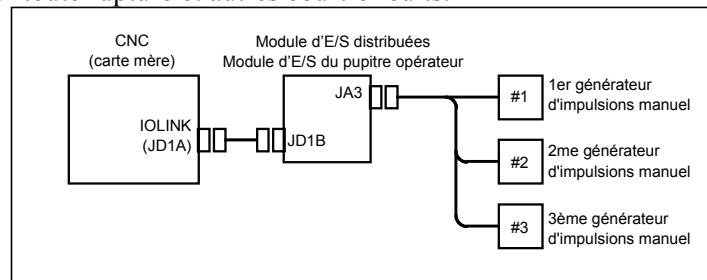 CNC
(carte mère)
IOLINK
(JD1A)
Module d'E/S distribuées
Module d'E/S du pupitre opérateur
JA3
JD1B
#1
1er générateur
d'impulsions manuel
#2
2me générateur
d'impulsions manuel
#3
3ème générateur
d'impulsions manuel